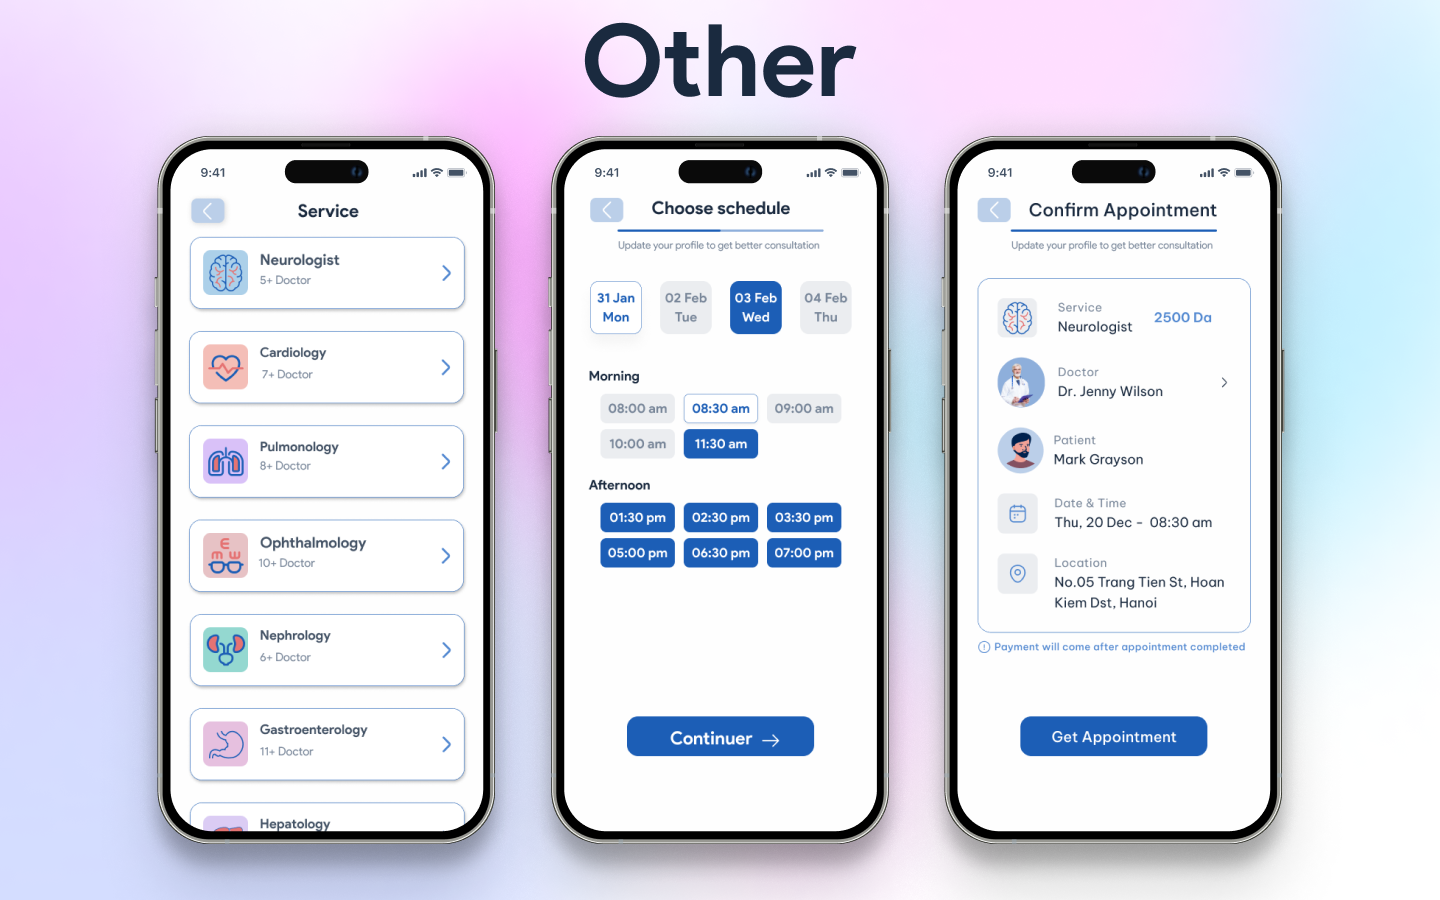 Other
9:41
Service
Neurologist
5+ Doctor
Cardiology
7+ Doctor
Pulmonology
8+ Doctor
E
m w
Ophthalmology
10+ Doctor
Nephrology
6+ Doctor
Gastroenterology
11+ Doctor
Hepatology
9:41
Choose schedule
Update your profile to get better consultation
31 Jan 02 Feb 03 Feb 04 Feb
Mon Tue Wed Thu
Morning
08:00 am 08:30 am 09:00 am
10:00 am 11:30 am
Afternoon
01:30 pm 02:30 pm 03:30 pm
05:00 pm 06:30 pm 07:00 pm
Continuer →
9:41
Confirm Appointment
Update your profile to get better consultation
Service
Neurologist 2500 Da
Doctor
Dr. Jenny Wilson
Patient
Mark Grayson
Date & Time
Thu, 20 Dec - 08:30 am
Location
No.05 Trang Tien St, Hoan
Kiem Dst, Hanoi
Payment will come after appointment completed
Get Appointment